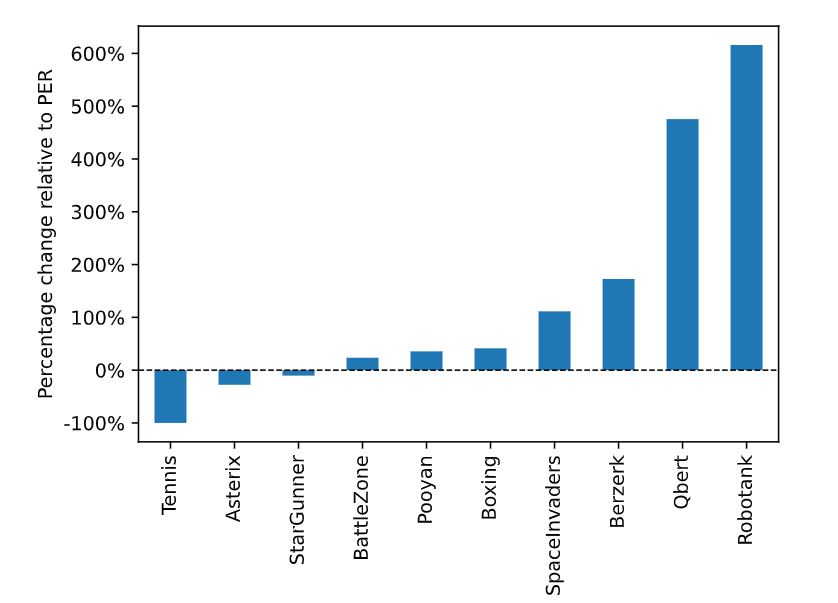 Percentage change relative to PER
600%
500%
400%
300%
200%
100%
0%
-100%
Tennis
Asterix
StarGunner
BattleZone
Pooyan
Boxing
SpaceInvaders
Berzerk
Qbert
Robotank